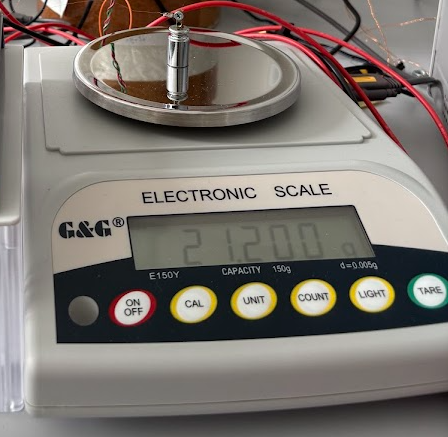 ELECTRONIC SCALE
G&G®
21.200 g
E150Y CAPACITY 150g d=0.005g
ON OFF CAL UNIT COUNT LIGHT TARE